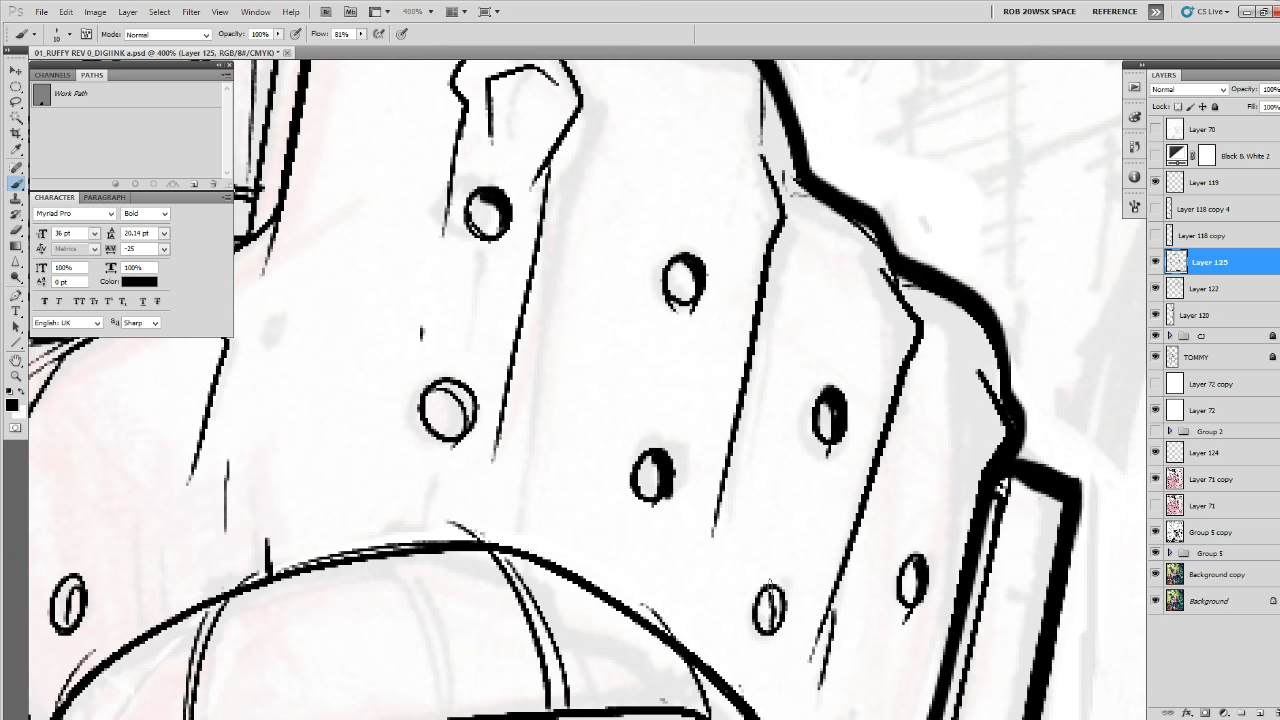 Ps File Edit Image Layer Select Filter View Window Help Br Mb 400% ROB 20WSX SPACE REFERENCE CS Live
10 Mode: Normal Opacity: 100% Flow: 81%
01_RUFFY REV 0_DIGIINK a.psd @ 400% (Layer 125, RGB/8#/CMYK) *
CHANNELS PATHS
Work Path
CHARACTER PARAGRAPH
Myriad Pro Bold
36 pt 20.14 pt
Metrics -25
100% 100%
0 pt Color:
English: UK Sharp
LAYERS
Normal Opacity: 100%
Lock: Fill: 100%
Layer 70
Black & White 2
Layer 119
Layer 118 copy 4
Layer 118 copy
Layer 125
Layer 122
Layer 120
TOMMY
Layer 72 copy
Layer 72
Group 2
Layer 124
Layer 71 copy
Layer 71
Group 5 copy
Background copy
Background